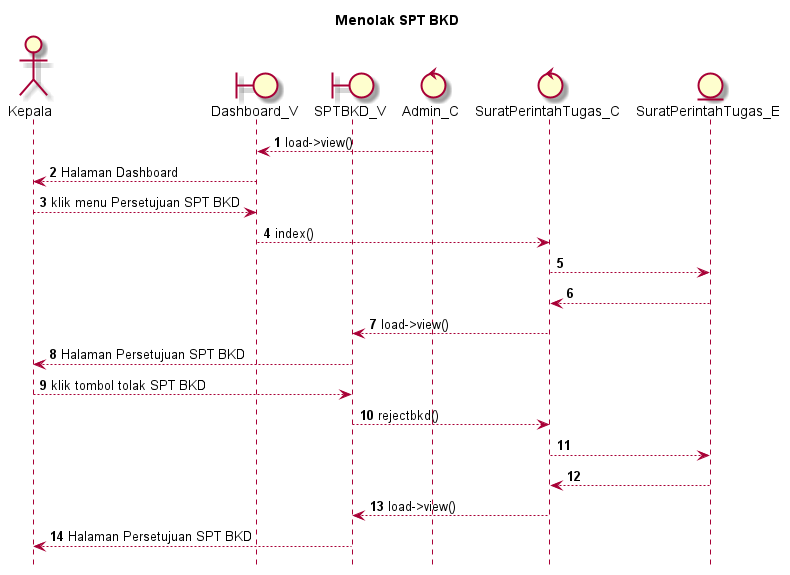 Menolak SPT BKD
Kepala
Dashboard_V
SPTBKD_V
Admin_C
SuratPerintahTugas_C
SuratPerintahTugas_E
1 load->view()
2 Halaman Dashboard
3 klik menu Persetujuan SPT BKD
4 index()
5
6
7 load->view()
8 Halaman Persetujuan SPT BKD
9 klik tombol tolak SPT BKD
10 rejectbkd()
11
12
13 load->view()
14 Halaman Persetujuan SPT BKD